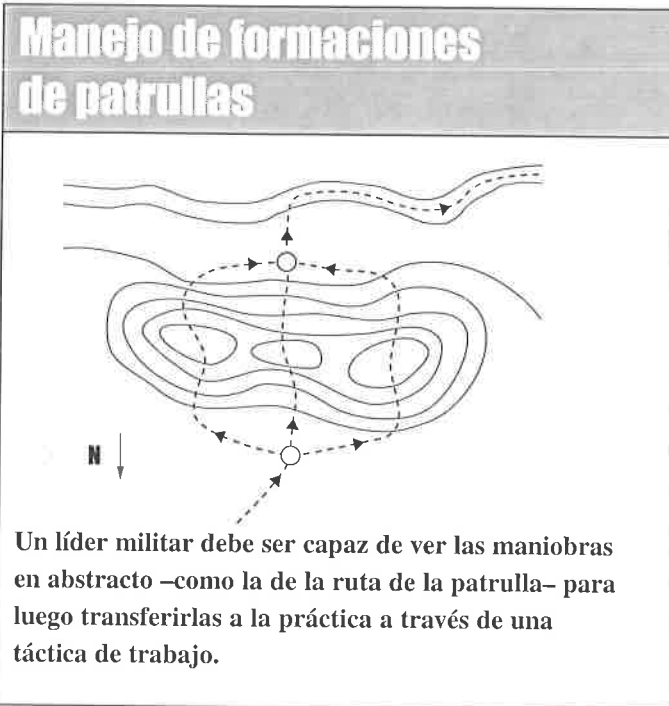 Manejo de formaciones
de patrullas
N
Un líder militar debe ser capaz de ver las maniobras
en abstracto –como la de la ruta de la patrulla– para
luego transferirlas a la práctica a través de una
táctica de trabajo.